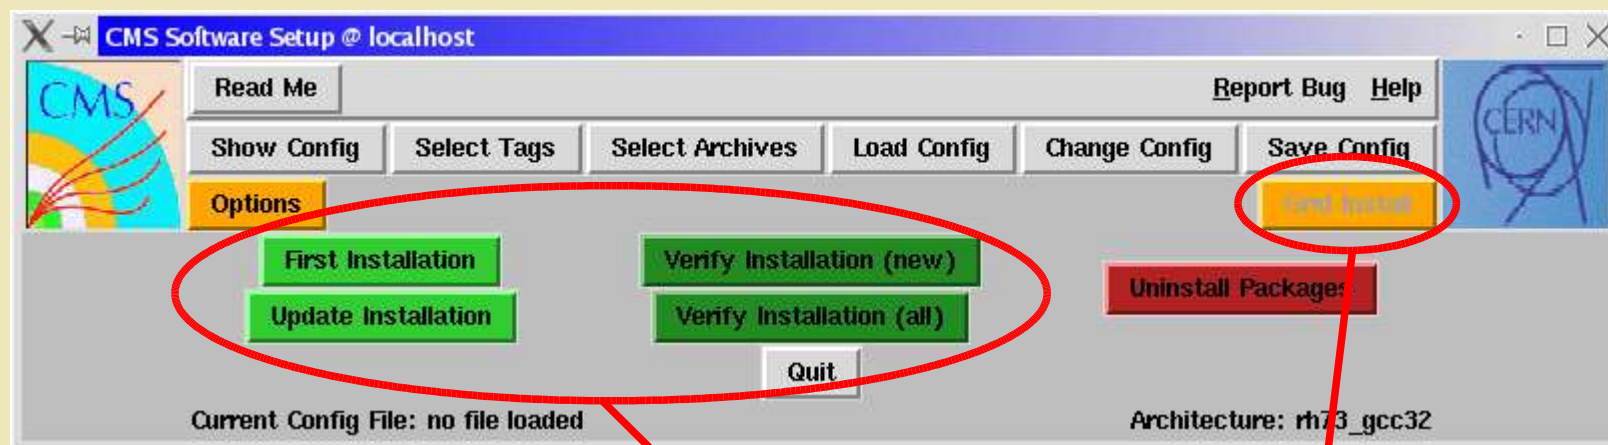 CMS Software Setup @ localhost
CMS
Read Me
Report Bug Help
CERN
Show Config Select Tags Select Archives Load Config Change Config Save Config
Options Grid Install
First Installation Verify Installation (new)
Uninstall Packages
Update Installation Verify Installation (all)
Quit
Current Config File: no file loaded Architecture: rh73_gcc32